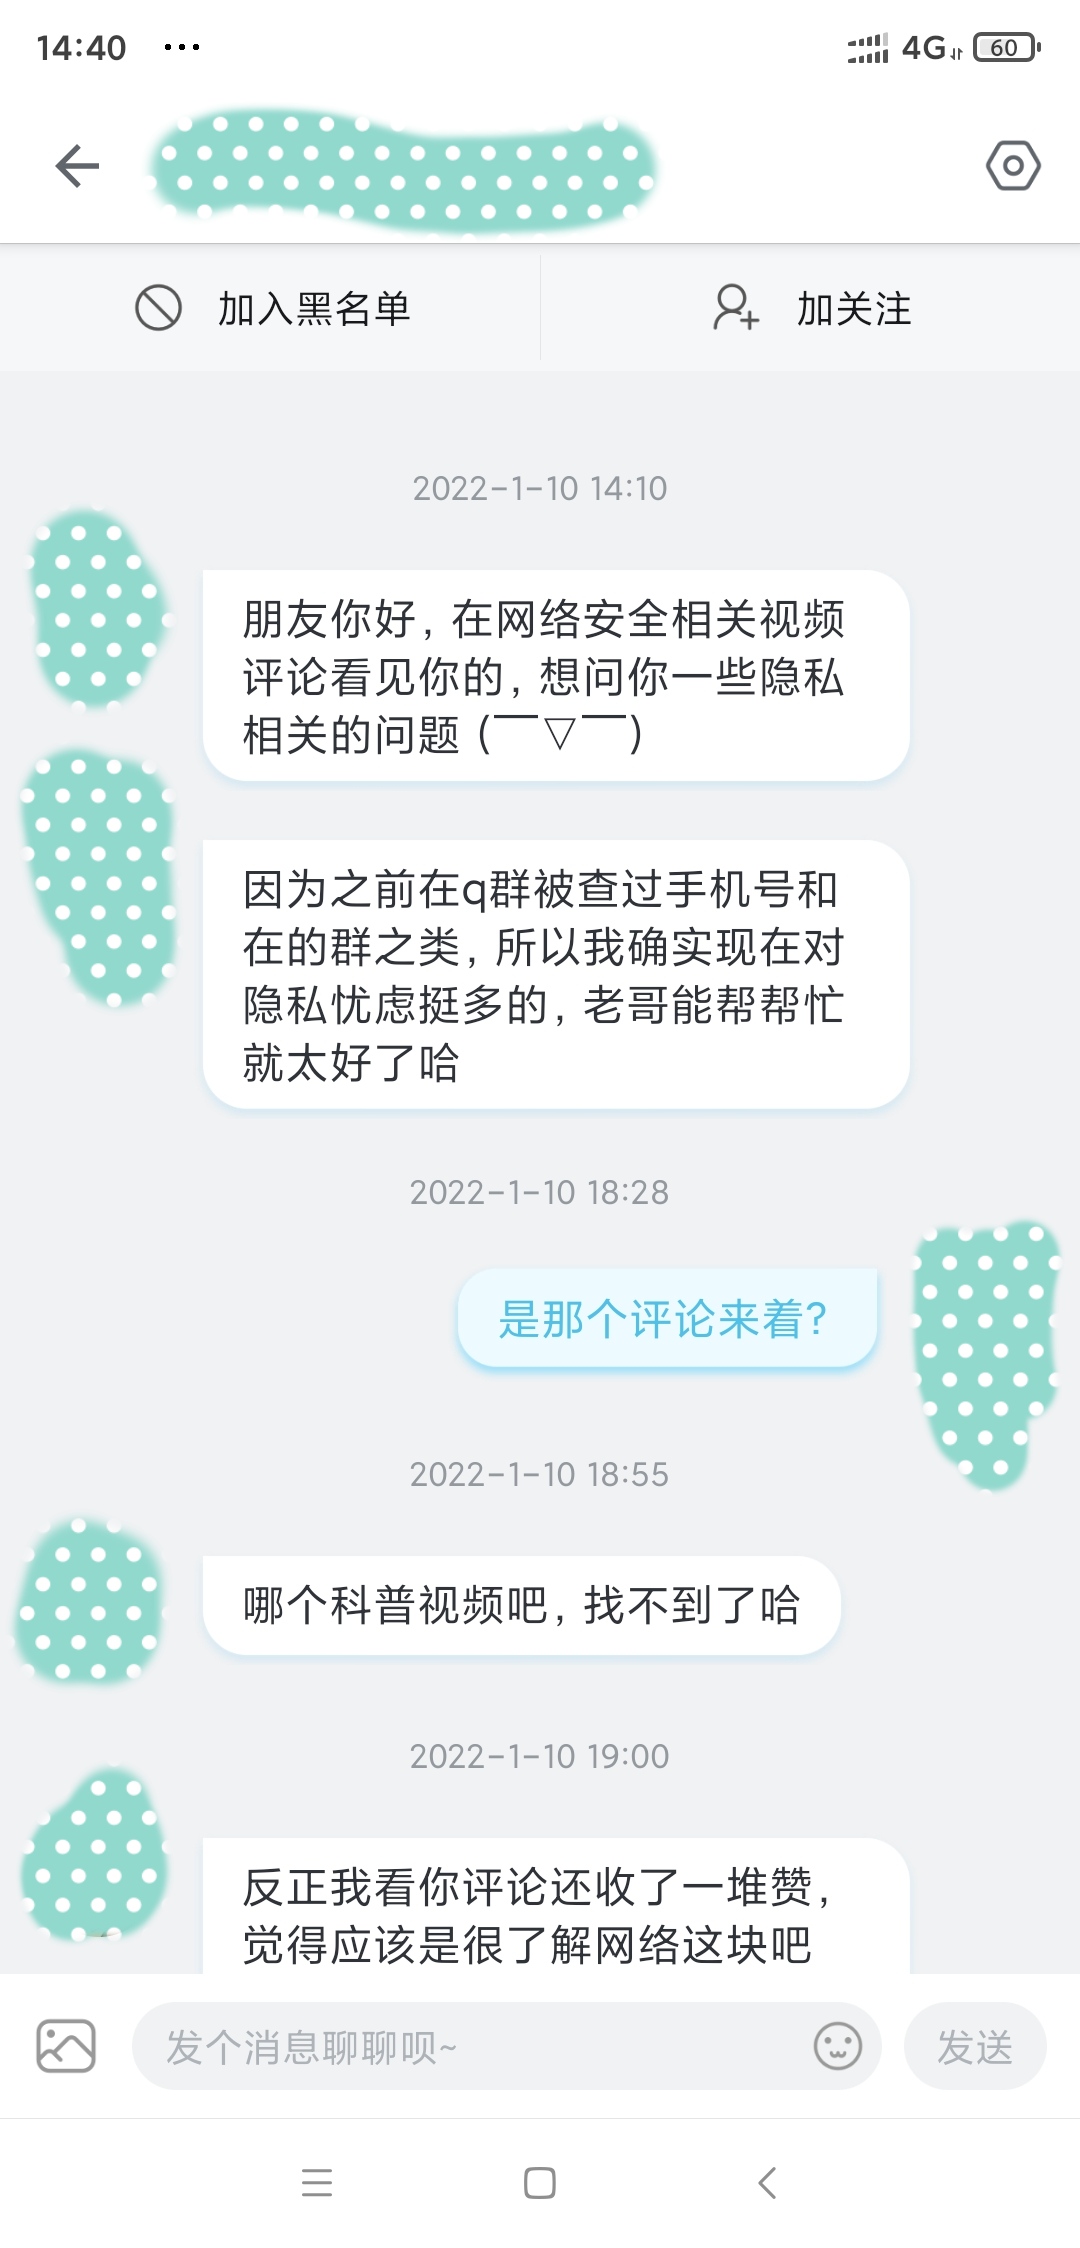 14:40 ... 4G 60
加入黑名单 加关注
2022-1-10 14:10
朋友你好，在网络安全相关视频
评论看见你的，想问你一些隐私
相关的问题 (￣▽￣)
因为之前在q群被查过手机号和
在的群之类，所以我确实现在对
隐私忧虑挺多的，老哥能帮帮忙
就太好了哈
2022-1-10 18:28
是那个评论来着?
2022-1-10 18:55
哪个科普视频吧，找不到了哈
2022-1-10 19:00
反正我看你评论还收了一堆赞，
觉得应该是很了解网络这块吧
发个消息聊聊呗~ 发送